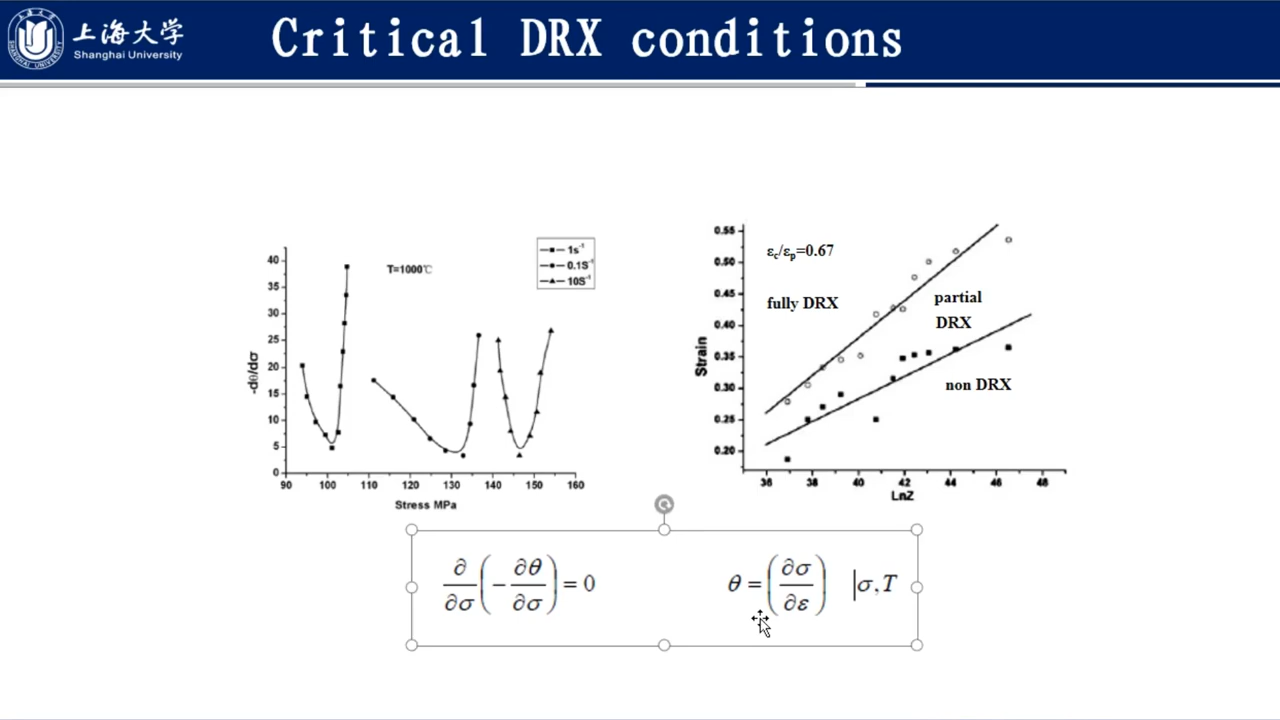 上海大学
Shanghai University
Critical DRX conditions
40
35
30
25
20
15
10
5
0
-dθ/dσ
T=1000℃
1s⁻¹
0.1S⁻¹
10S⁻¹
90 100 110 120 130 140 150 160
Stress MPa
0.55
0.50
0.45
0.40
0.35
0.30
0.25
0.20
Strain
εc/εp=0.67
fully DRX
partial
DRX
non DRX
36 38 40 42 44 46 48
LnZ
∂/∂σ(−∂θ/∂σ)=0
θ=(∂σ/∂ε) |σ,T